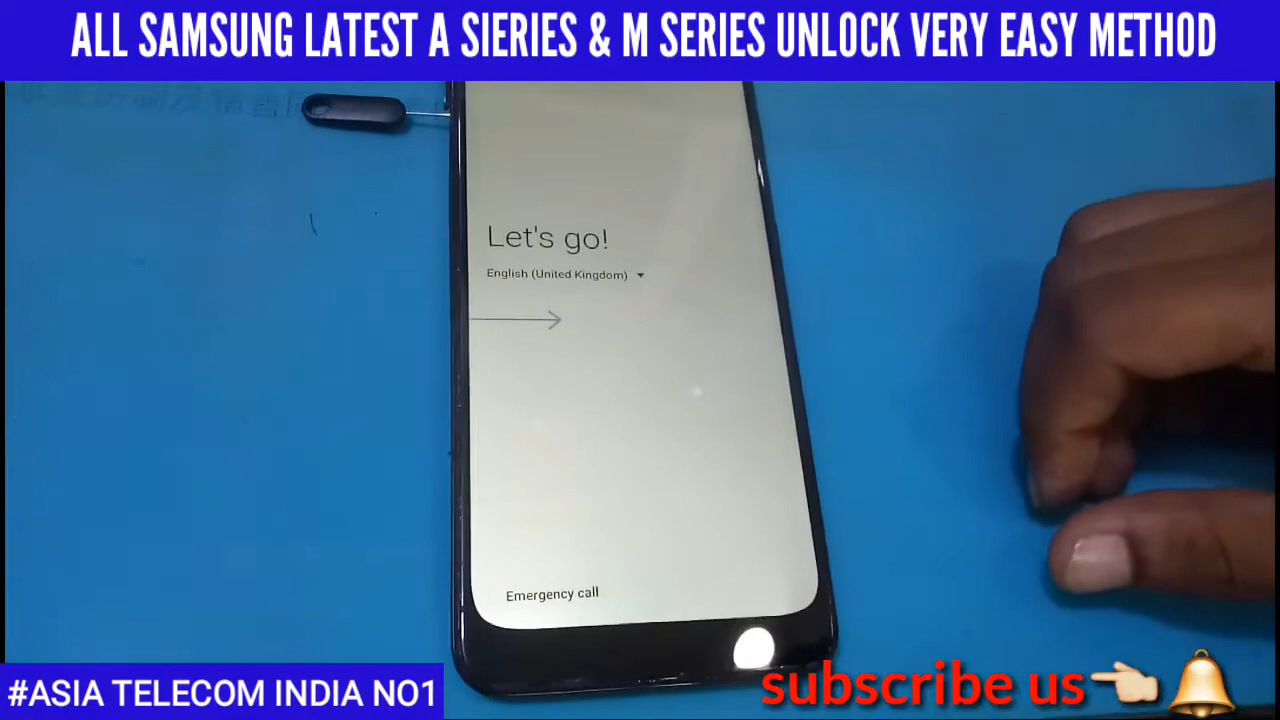 ALL SAMSUNG LATEST A SIERIES & M SERIES UNLOCK VERY EASY METHOD
Let's go!
English (United Kingdom)
Emergency call
#ASIA TELECOM INDIA NO1
subscribe us